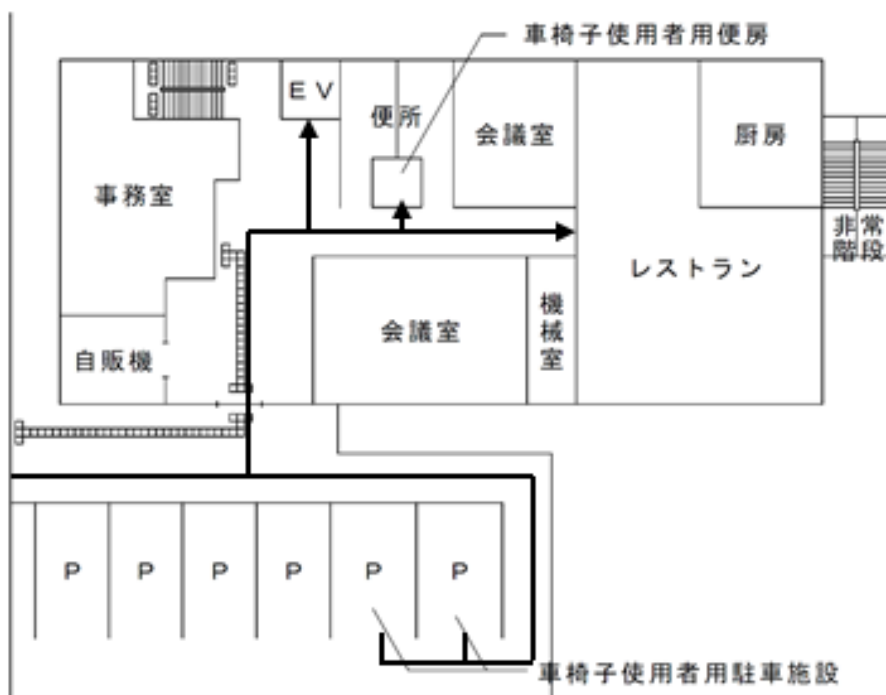 車椅子使用者用便房
ＥＶ
便所
会議室
厨房
事務室
非常
階段
レストラン
機械室
会議室
自販機
P
P
P
P
P
P
車椅子使用者用駐車施設